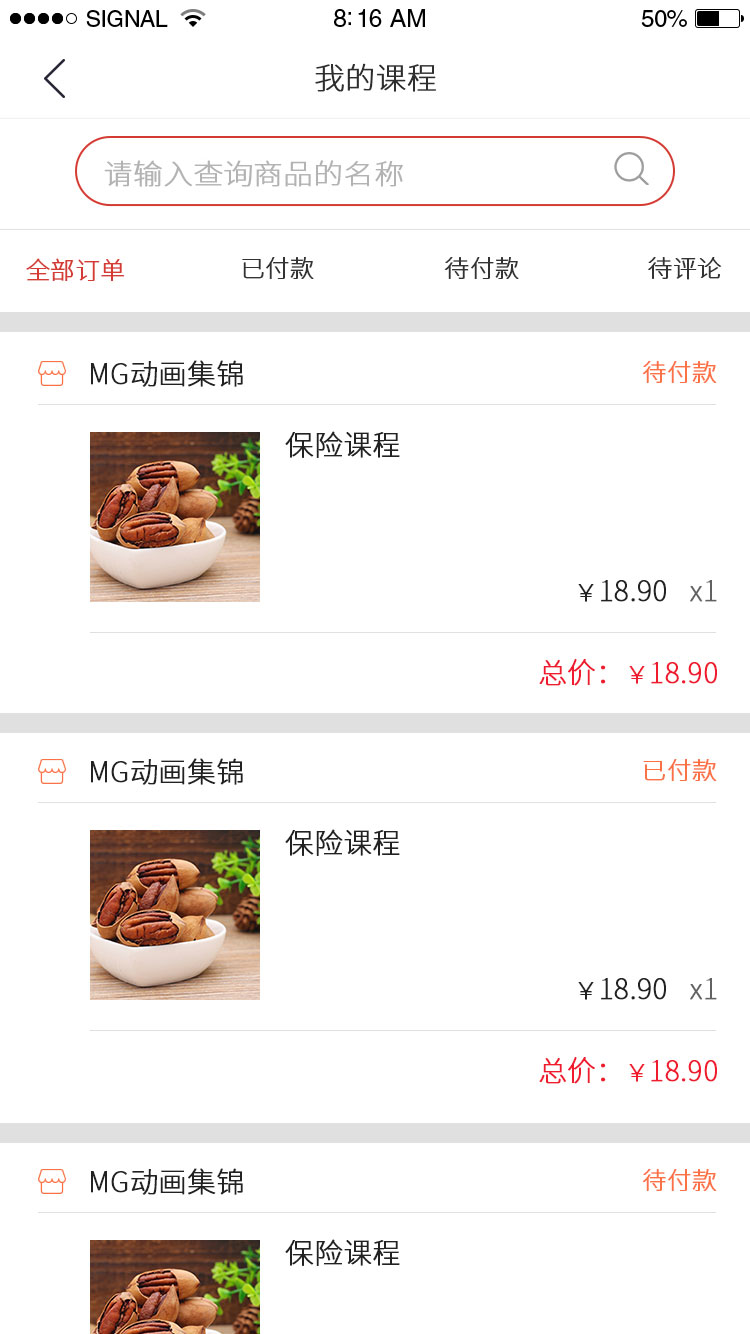 SIGNAL 8:16 AM 50%
我的课程
请输入查询商品的名称
全部订单 已付款 待付款 待评论
MG动画集锦 待付款
保险课程
￥18.90 x1
总价：￥18.90
MG动画集锦 已付款
保险课程
￥18.90 x1
总价：￥18.90
MG动画集锦 待付款
保险课程